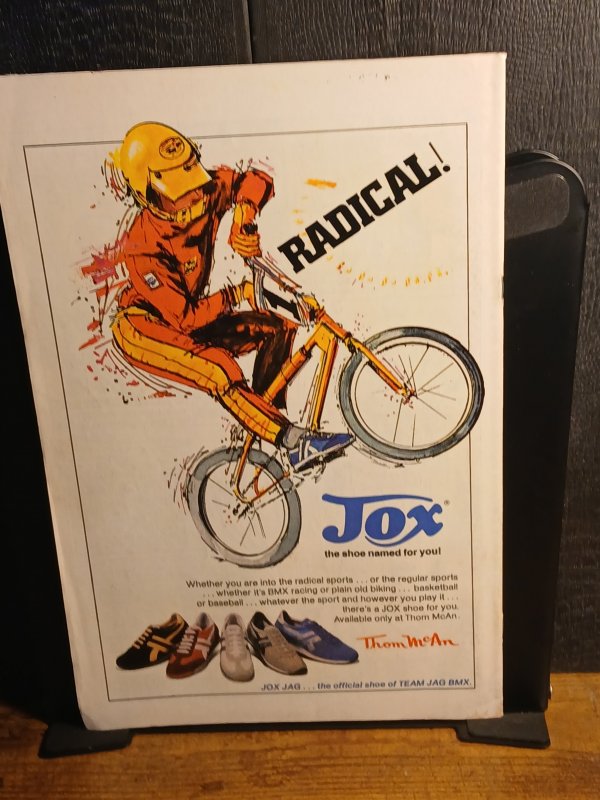 RADICAL!
1
Jox®
the shoe named for you!
Whether you are into the radical sports . . . or the regular sports
. . . whether it's BMX racing or plain old biking . . . basketball
or baseball . . . whatever the sport and however you play it . . .
there's a JOX shoe for you.
Available only at Thom McAn.
Thom McAn
JOX JAG . . . the official shoe of TEAM JAG BMX.